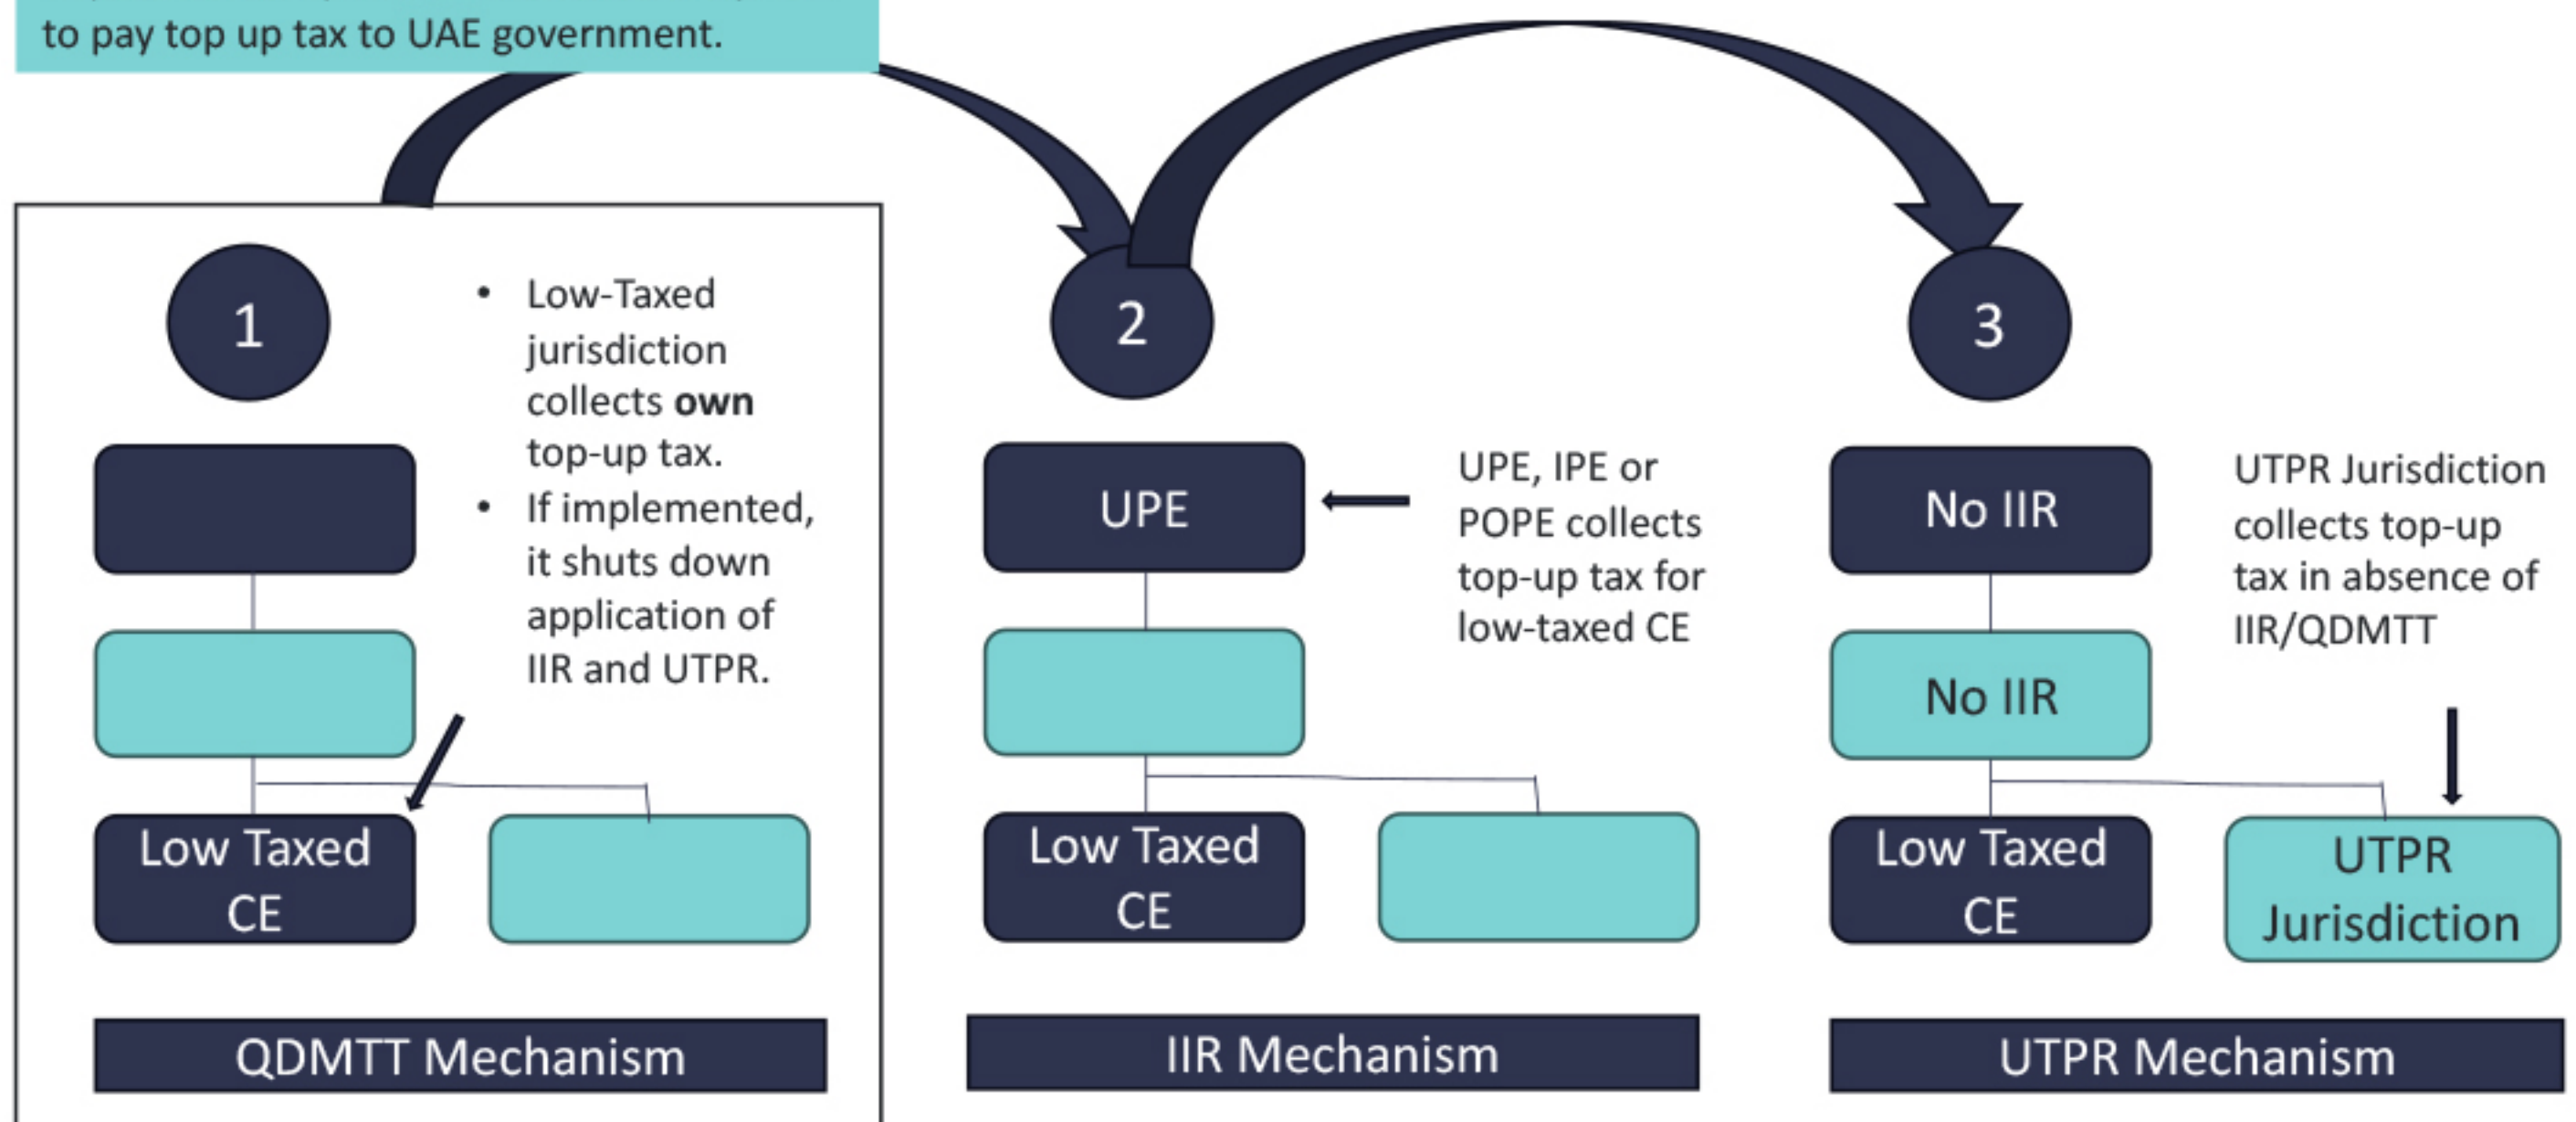 to pay top up tax to UAE government.
1
• Low-Taxed
jurisdiction
collects own
top-up tax.
• If implemented,
it shuts down
application of
IIR and UTPR.
Low Taxed
CE
QDMTT Mechanism
2
UPE
UPE, IPE or
POPE collects
top-up tax for
low-taxed CE
Low Taxed
CE
IIR Mechanism
3
No IIR
UTPR Jurisdiction
collects top-up
tax in absence of
IIR/QDMTT
No IIR
Low Taxed
CE
UTPR
Jurisdiction
UTPR Mechanism